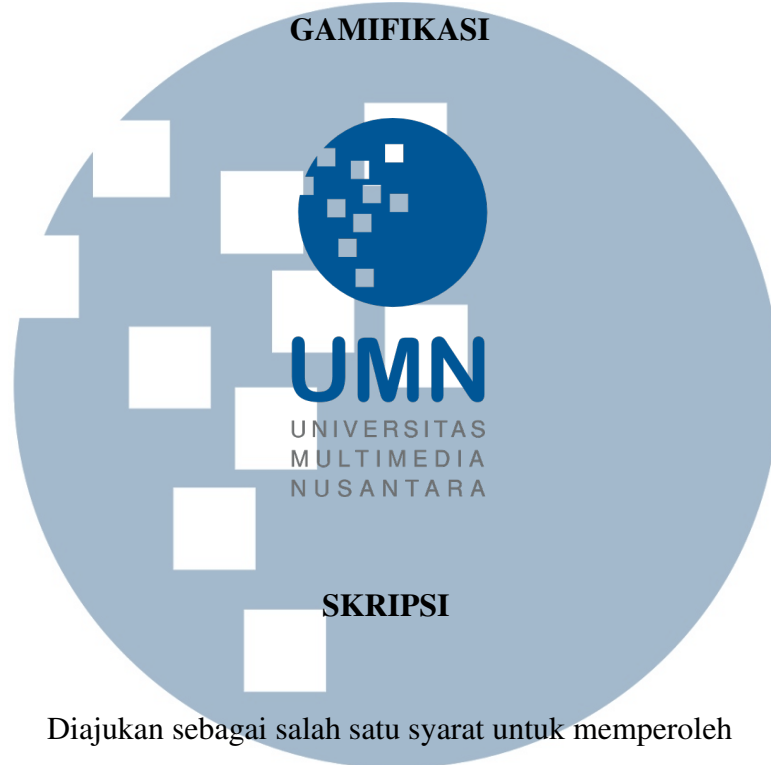 GAMIFIKASI
UMN
UNIVERSITAS
MULTIMEDIA
NUSANTARA
SKRIPSI
Diajukan sebagai salah satu syarat untuk memperoleh